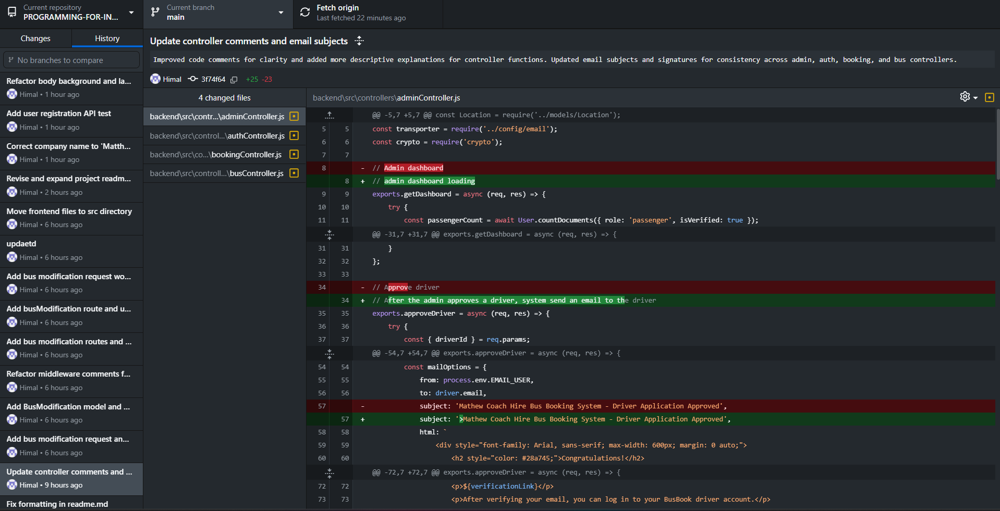 Current repository
PROGRAMMING-FOR-IN...
Current branch
main
Fetch origin
Last fetched 22 minutes ago
Changes
History
No branches to compare
Refactor body background and la...
Himal • 1 hour ago
Add user registration API test
Himal • 1 hour ago
Correct company name to 'Matth...
Himal • 1 hour ago
Revise and expand project readm...
Himal • 2 hours ago
Move frontend files to src directory
Himal • 6 hours ago
updaetd
Himal • 6 hours ago
Add bus modification request wo...
Himal • 6 hours ago
Add busModification route and u...
Himal • 6 hours ago
Add bus modification routes and ...
Himal • 6 hours ago
Refactor middleware comments f...
Himal • 6 hours ago
Add BusModification model and ...
Himal • 6 hours ago
Add bus modification request an...
Himal • 6 hours ago
Update controller comments and ...
Himal • 9 hours ago
Fix formatting in readme.md
Update controller comments and email subjects
Improved code comments for clarity and added more descriptive explanations for controller functions. Updated email subjects and signatures for consistency across admin, auth, booking, and bus controllers.
Himal 3f74f64 +25 -23
4 changed files
backend\src\contr...\adminController.js
backend\src\control...\authController.js
backend\src\co...\bookingController.js
backend\src\controll...\busController.js
backend\src\controllers\adminController.js
@@ -5,7 +5,7 @@ const Location = require('../models/Location');
5 5 const transporter = require('../config/email');
6 6 const crypto = require('crypto');
7 7
8 - // Admin dashboard
8 + // admin dashboard loading
9 9 exports.getDashboard = async (req, res) => {
10 10 try {
11 11 const passengerCount = await User.countDocuments({ role: 'passenger', isVerified: true });
@@ -31,7 +31,7 @@ exports.getDashboard = async (req, res) => {
31 31 }
32 32 };
33 33
34 - // Approve driver
34 + // After the admin approves a driver, system send an email to the driver
35 35 exports.approveDriver = async (req, res) => {
36 36 try {
37 37 const { driverId } = req.params;
@@ -54,7 +54,7 @@ exports.approveDriver = async (req, res) => {
54 54 const mailOptions = {
55 55 from: process.env.EMAIL_USER,
56 56 to: driver.email,
57 - subject: 'Mathew Coach Hire Bus Booking System - Driver Application Approved',
57 + subject: '>Mathew Coach Hire Bus Booking System - Driver Application Approved',
58 58 html: `
59 59 <div style="font-family: Arial, sans-serif; max-width: 600px; margin: 0 auto;">
60 60 <h2 style="color: #28a745;">Congratulations!</h2>
@@ -72,7 +72,7 @@ exports.approveDriver = async (req, res) => {
72 72 <p>${verificationLink}</p>
73 73 <p>After verifying your email, you can log in to your BusBook driver account.</p>